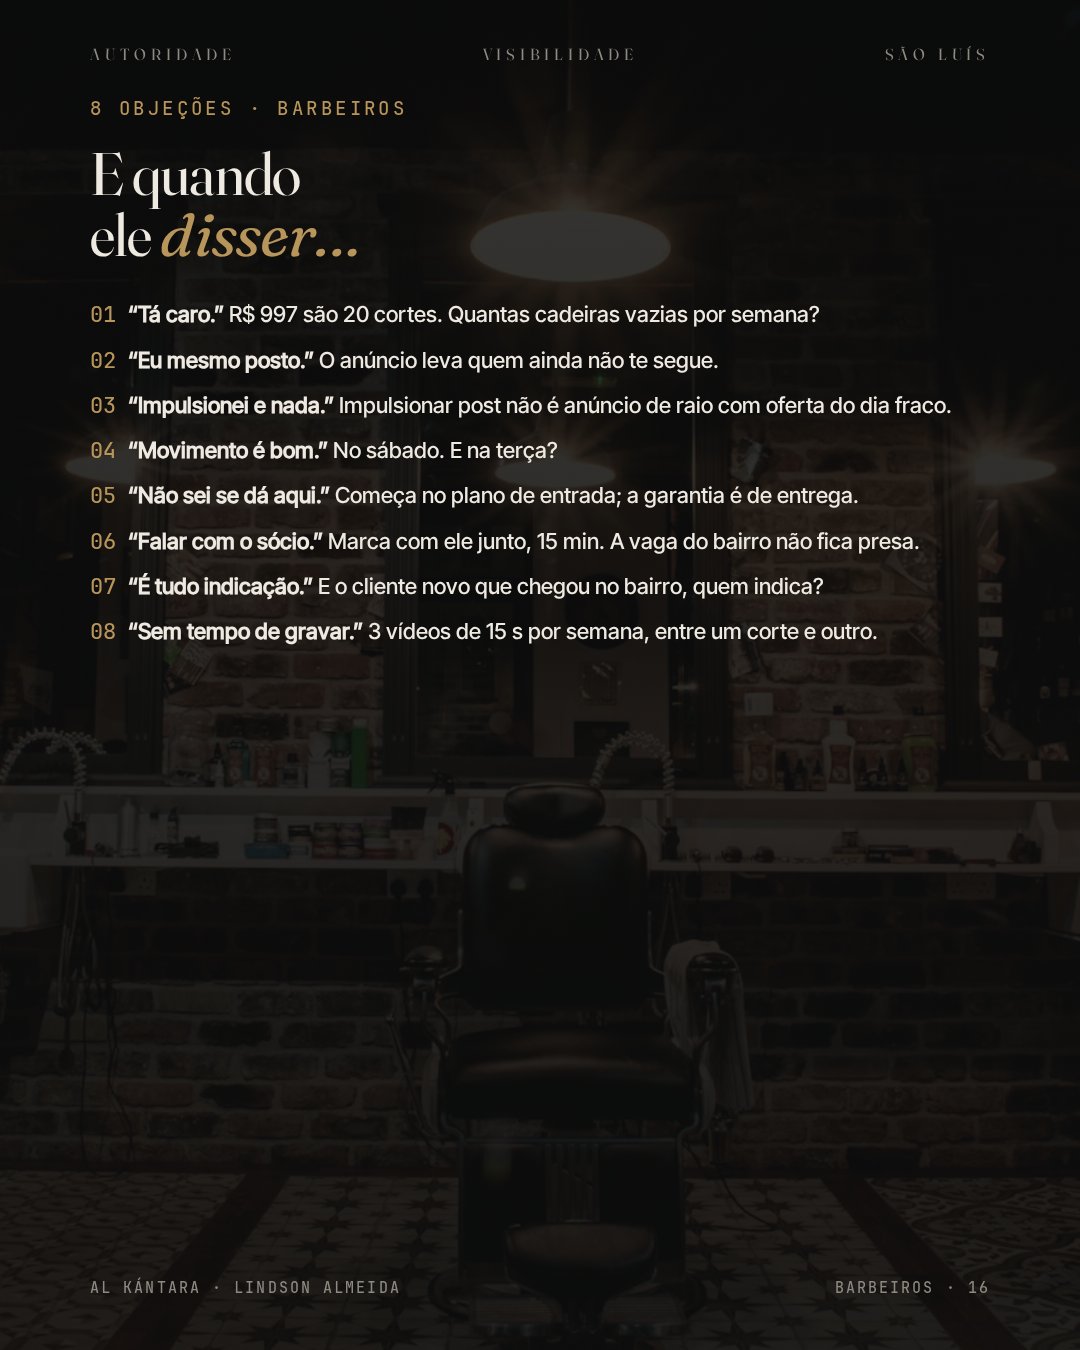 AUTORIDADE VISIBILIDADE SÃO LUÍS
8 OBJEÇÕES · BARBEIROS
E quando
ele disser...
01 “Tá caro.” R$ 997 são 20 cortes. Quantas cadeiras vazias por semana?
02 “Eu mesmo posto.” O anúncio leva quem ainda não te segue.
03 “Impulsionei e nada.” Impulsionar post não é anúncio de raio com oferta do dia fraco.
04 “Movimento é bom.” No sábado. E na terça?
05 “Não sei se dá aqui.” Começa no plano de entrada; a garantia é de entrega.
06 “Falar com o sócio.” Marca com ele junto, 15 min. A vaga do bairro não fica presa.
07 “É tudo indicação.” E o cliente novo que chegou no bairro, quem indica?
08 “Sem tempo de gravar.” 3 vídeos de 15 s por semana, entre um corte e outro.
AL KÁNTARA · LINDSON ALMEIDA BARBEIROS · 16